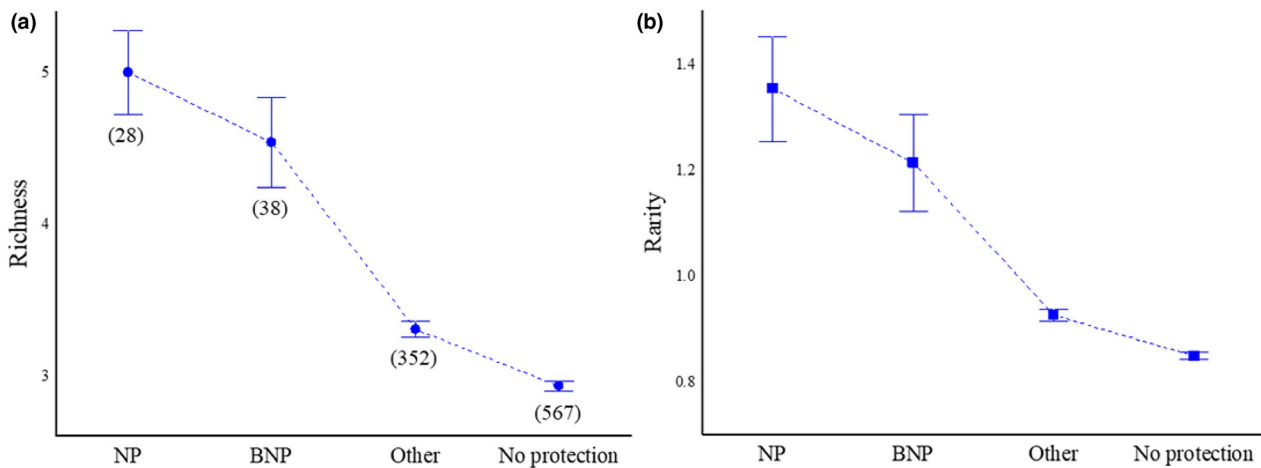 (a)
Richness
5
4
3
(28)
(38)
(352)
(567)
NP BNP Other No protection
(b)
Rarity
1.4
1.2
1.0
0.8
NP BNP Other No protection